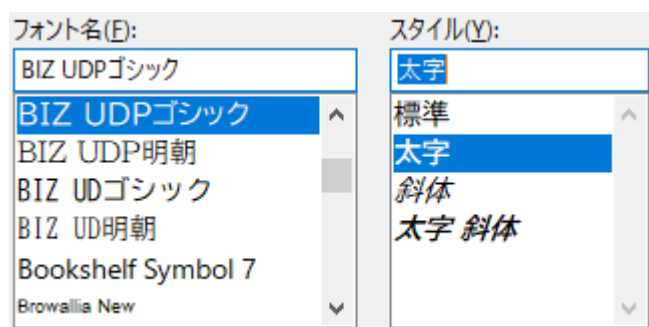 フォント名(F):
BIZ UDPゴシック
BIZ UDPゴシック
BIZ UDP明朝
BIZ UDゴシック
BIZ UD明朝
Bookshelf Symbol 7
Browallia New
スタイル(Y):
太字
標準
太字
斜体
太字 斜体